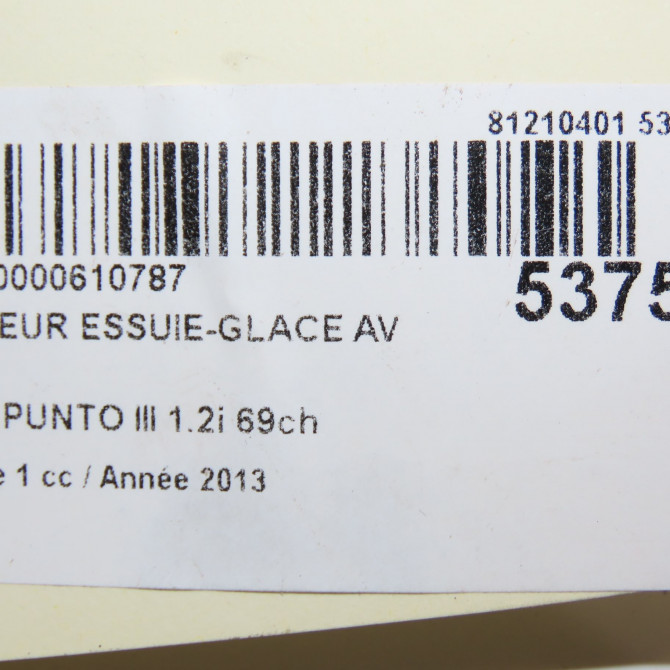 81210401 53
0000610787
5375
EUR ESSUIE-GLACE AV
PUNTO III 1.2i 69ch
e 1 cc / Année 2013